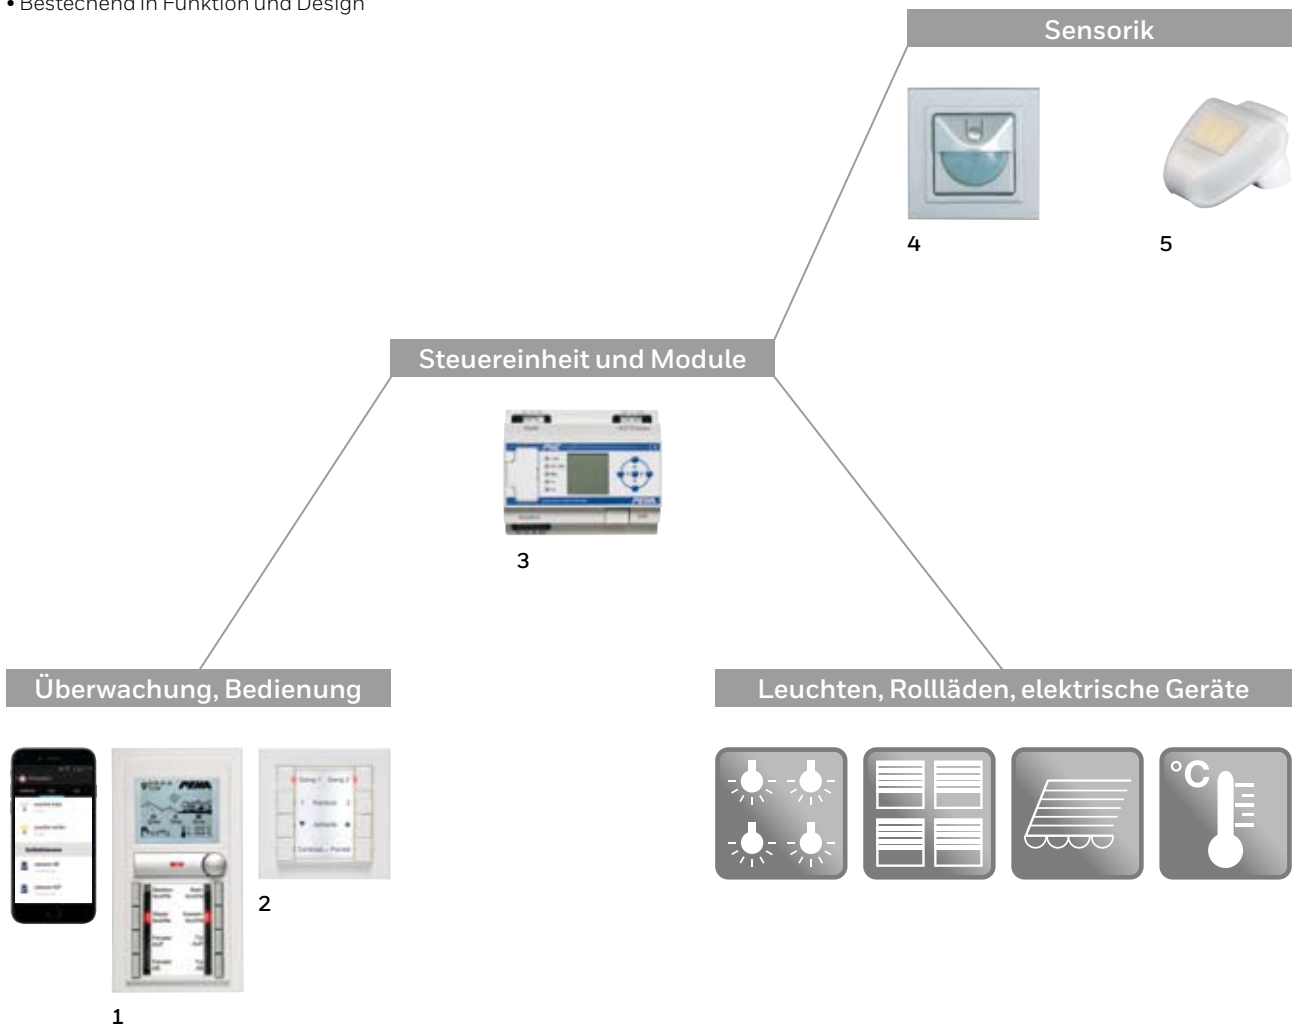 • Bestechend in Funktion und Design
Sensorik
4
5
Steuereinheit und Module
3
Überwachung, Bedienung
Leuchten, Rollläden, elektrische Geräte
PEHA
°C
2
1